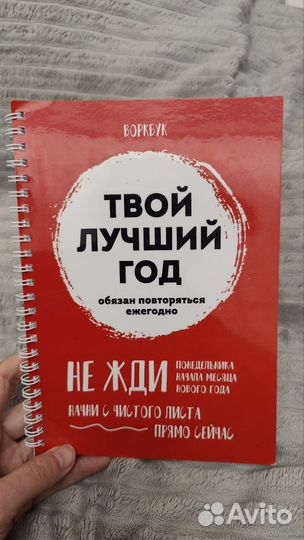 ВОРКБУК
ТВОЙ
ЛУЧШИЙ
ГОД
обязан повторяться
ежегодно
НЕ ЖДИ
ПОНЕДЕЛЬНИКА
НАЧАЛА МЕСЯЦА
НОВОГО ГОДА
НАЧНИ С ЧИСТОГО ЛИСТА
ПРЯМО СЕЙЧАС
Avito